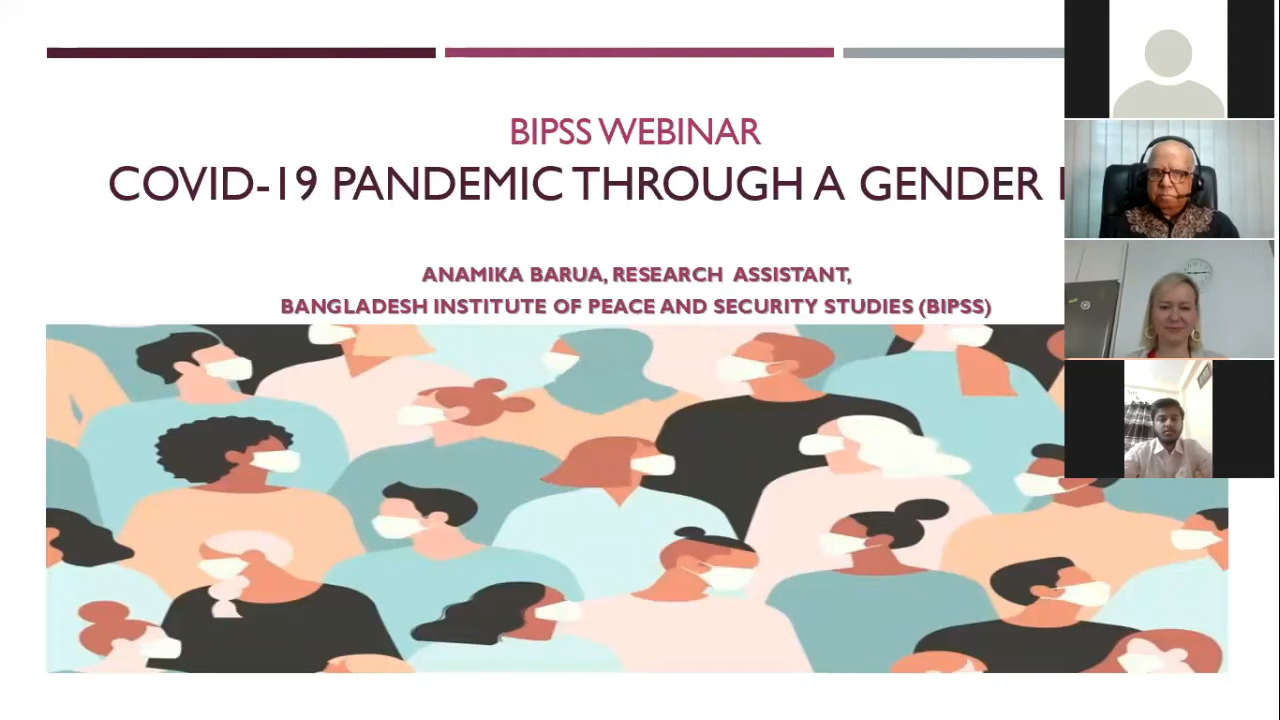 BIPSS WEBINAR
COVID-19 PANDEMIC THROUGH A GENDER
ANAMIKA BARUA, RESEARCH ASSISTANT,
BANGLADESH INSTITUTE OF PEACE AND SECURITY STUDIES (BIPSS)